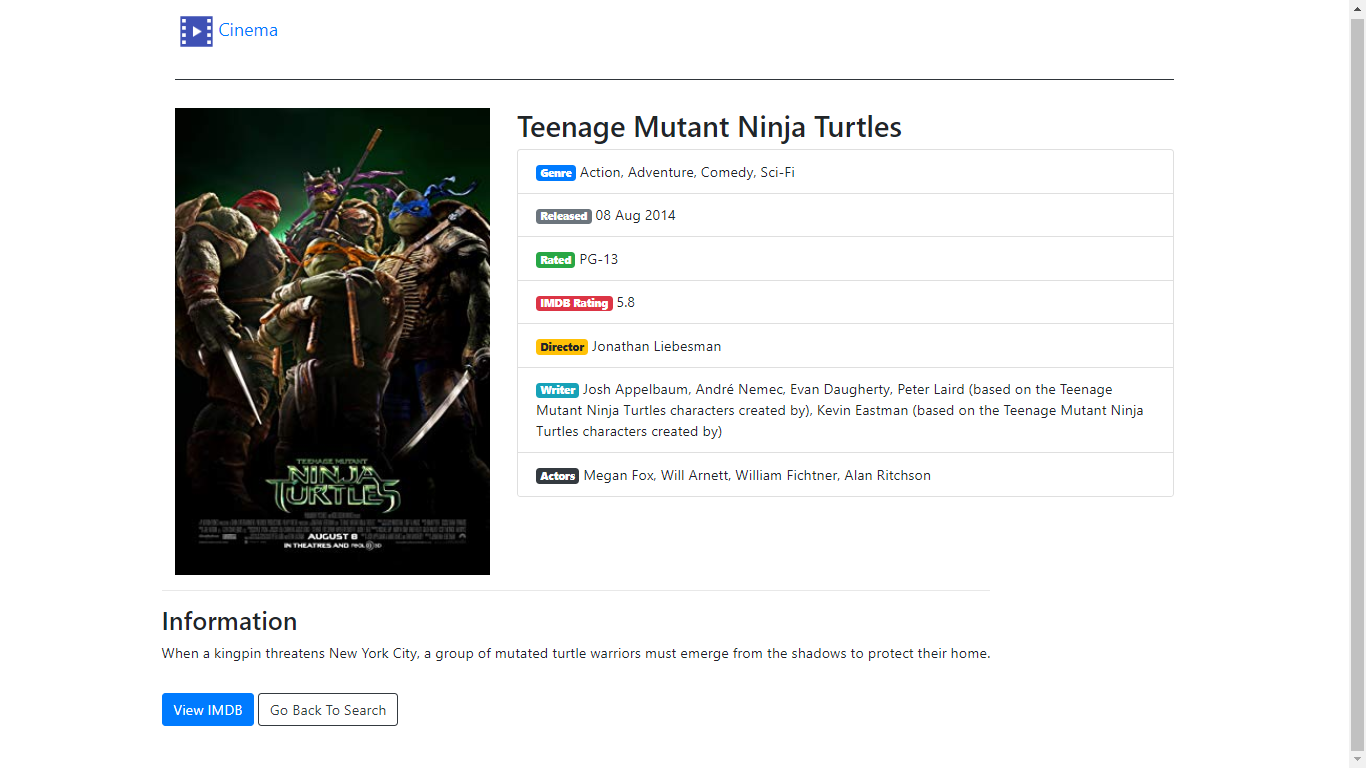 Cinema
Teenage Mutant Ninja Turtles
Genre Action, Adventure, Comedy, Sci-Fi
Released 08 Aug 2014
Rated PG-13
IMDB Rating 5.8
Director Jonathan Liebesman
Writer Josh Appelbaum, André Nemec, Evan Daugherty, Peter Laird (based on the Teenage
Mutant Ninja Turtles characters created by), Kevin Eastman (based on the Teenage Mutant Ninja
Turtles characters created by)
Actors Megan Fox, Will Arnett, William Fichtner, Alan Ritchson
TEENAGE MUTANT
NINJA
TURTLES
AUGUST 8
IN THEATRES AND
Information
When a kingpin threatens New York City, a group of mutated turtle warriors must emerge from the shadows to protect their home.
View IMDB Go Back To Search